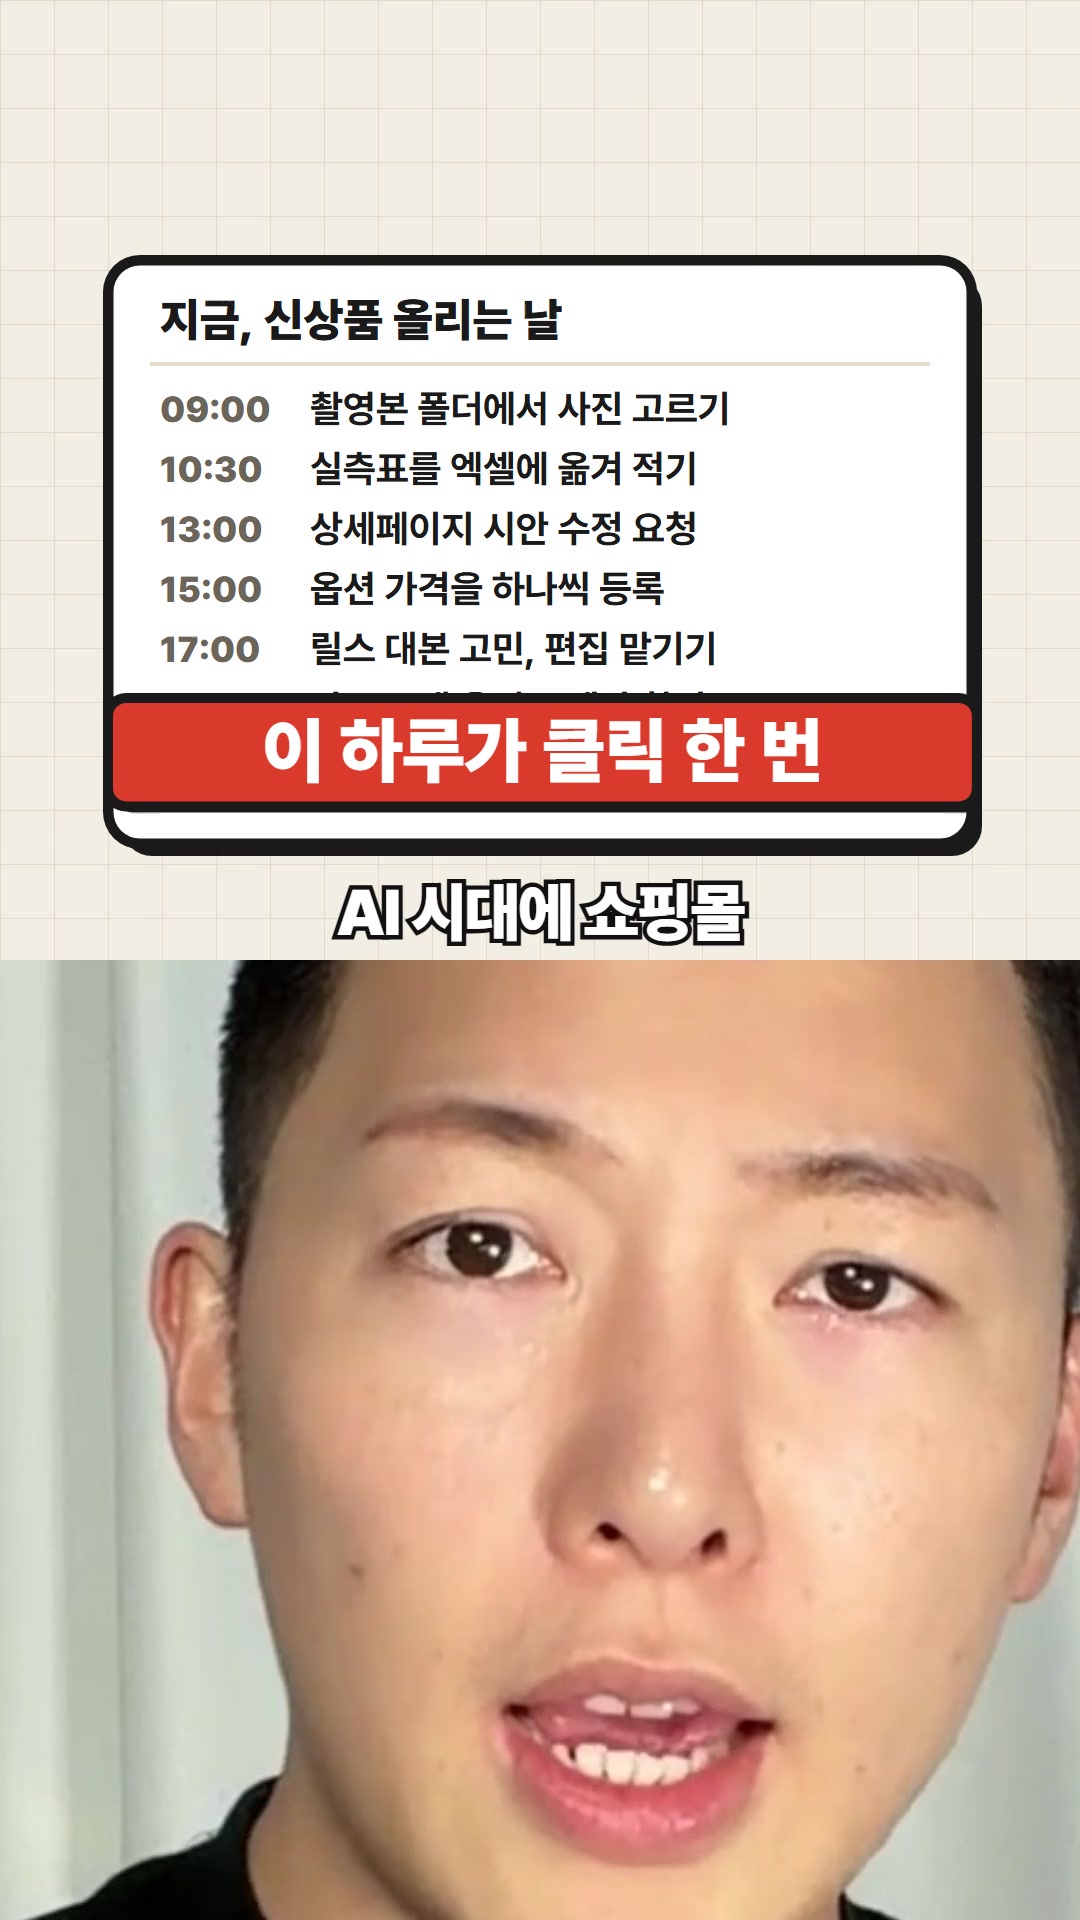 지금, 신상품 올리는 날
09:00 촬영본 폴더에서 사진 고르기
10:30 실측표를 엑셀에 옮겨 적기
13:00 상세페이지 시안 수정 요청
15:00 옵션 가격을 하나씩 등록
17:00 릴스 대본 고민, 편집 맡기기
이 하루가 클릭 한 번
AI 시대에 쇼핑몰